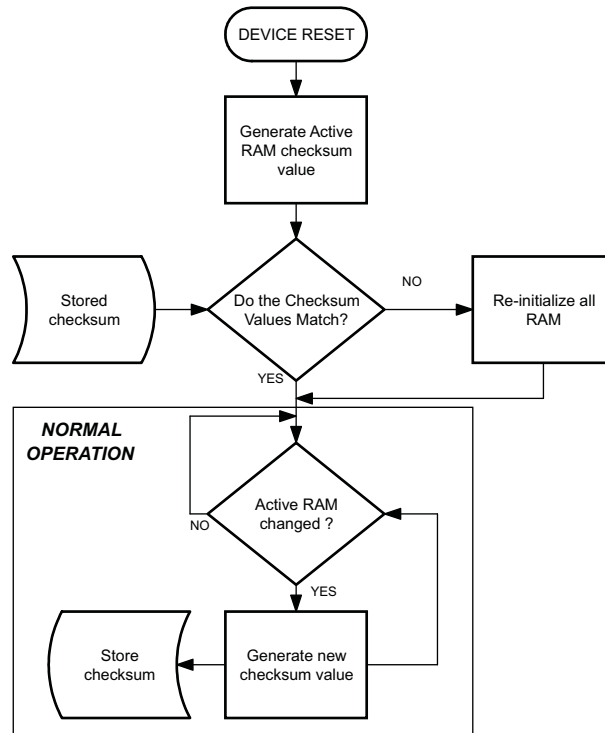 DEVICE RESET
Generate Active
RAM checksum
value
Stored
checksum
Do the Checksum
Values Match?
NO
Re-initialize all
RAM
YES
NORMAL
OPERATION
Active RAM
changed ?
NO
YES
Store
checksum
Generate new
checksum value